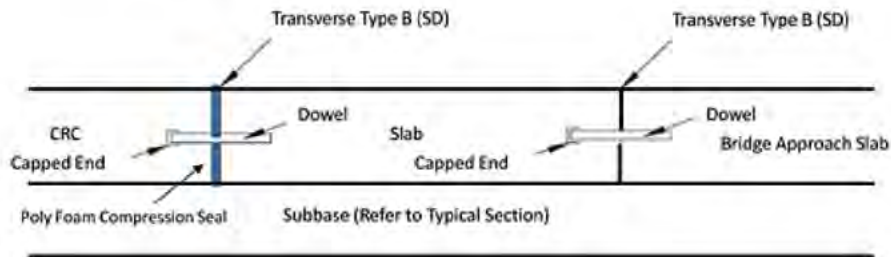 Transverse Type B (SD)
Transverse Type B (SD)
Dowel
Dowel
CRC
Slab
Bridge Approach Slab
Capped End
Capped End
Poly Foam Compression Seal
Subbase (Refer to Typical Section)